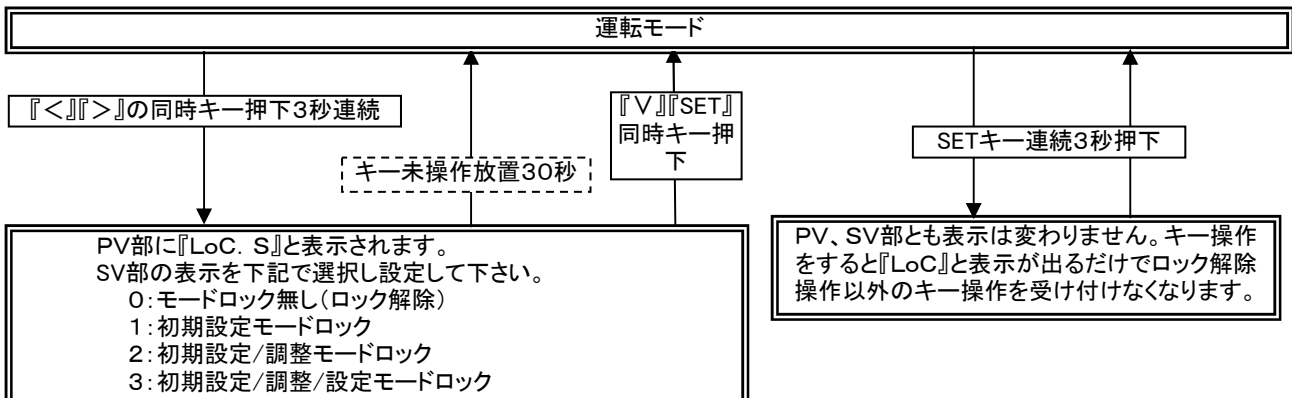 運転モード
『＜』『＞』の同時キー押下3秒連続
キー未操作放置30秒
『∨』『SET』
同時キー押
下
SETキー連続3秒押下
PV部に『LoC. S』と表示されます。
SV部の表示を下記で選択し設定して下さい。
0：モードロック無し（ロック解除）
1：初期設定モードロック
2：初期設定/調整モードロック
3：初期設定/調整/設定モードロック
PV、SV部とも表示は変わりません。キー操作
をすると『LoC』と表示が出るだけでロック解除
操作以外のキー操作を受け付けなくなります。